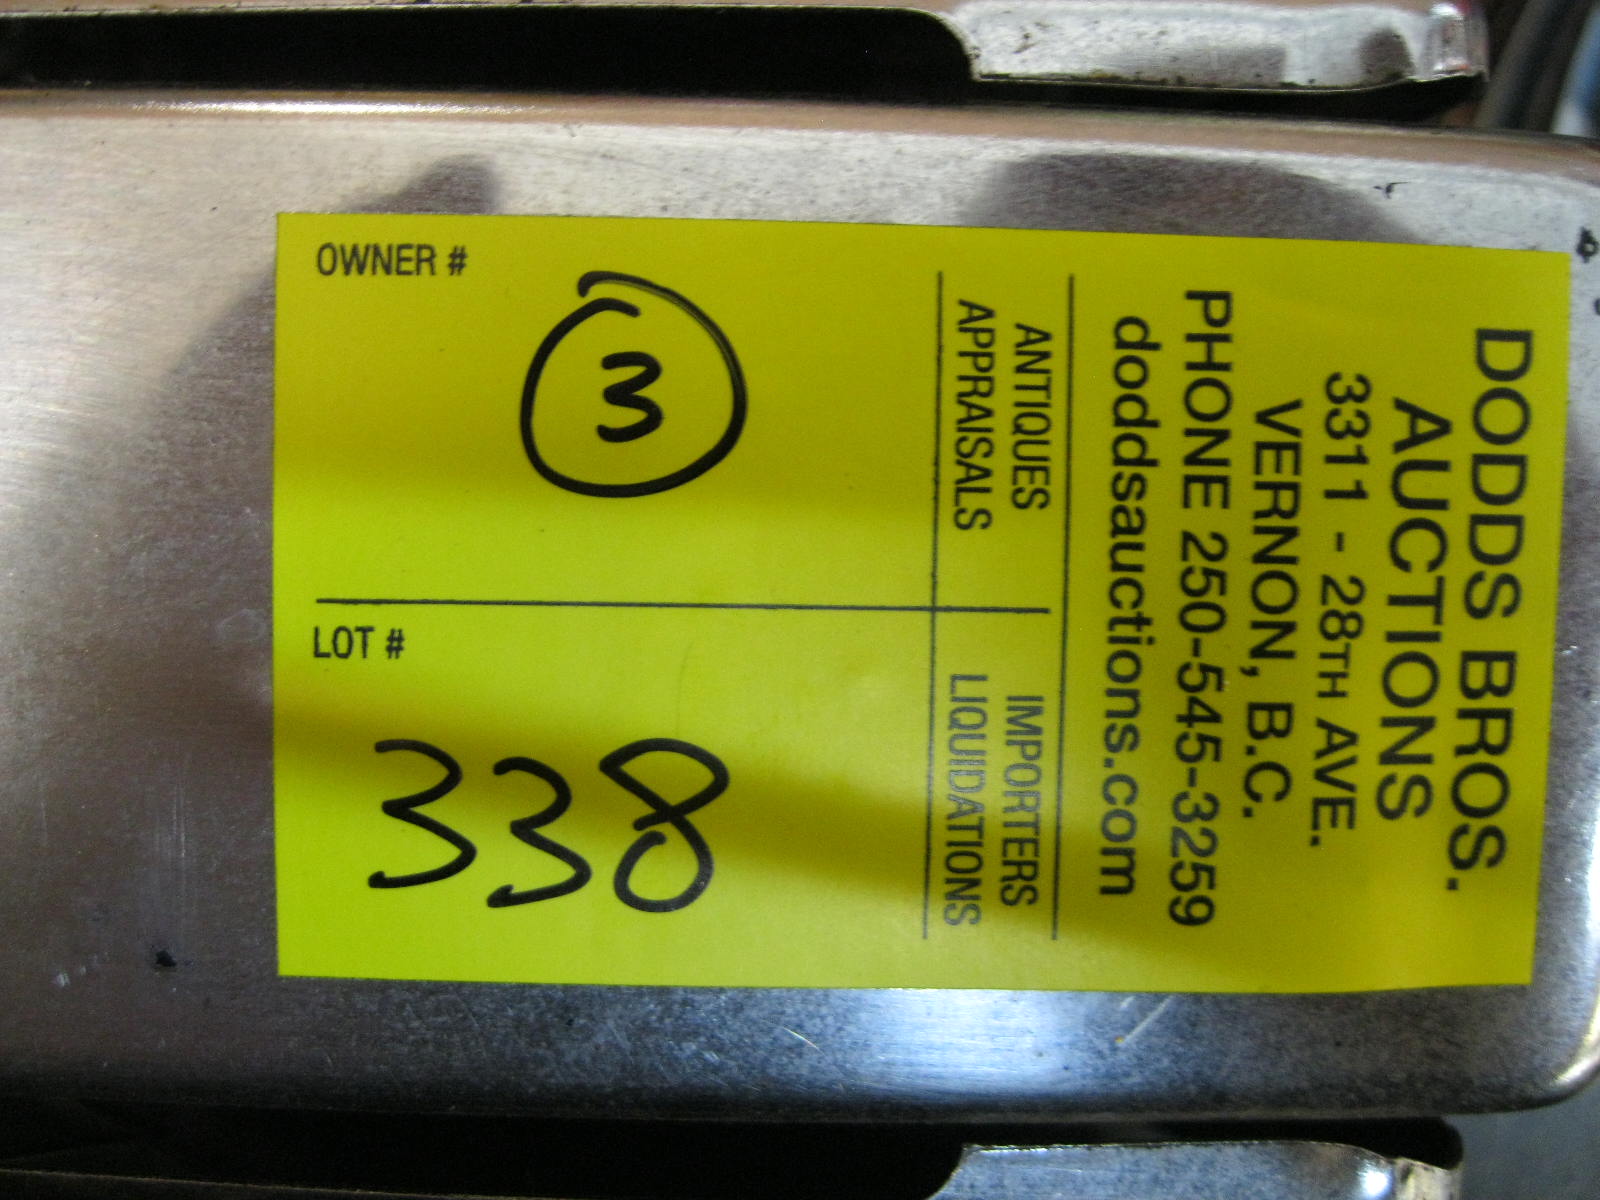 DODDS BROS.
AUCTIONS
3311 - 28TH AVE.
VERNON, B.C.
PHONE 250-545-3259
doddsauctions.com
ANTIQUES
APPRAISALS
IMPORTERS
LIQUIDATIONS
OWNER #
3
LOT #
338